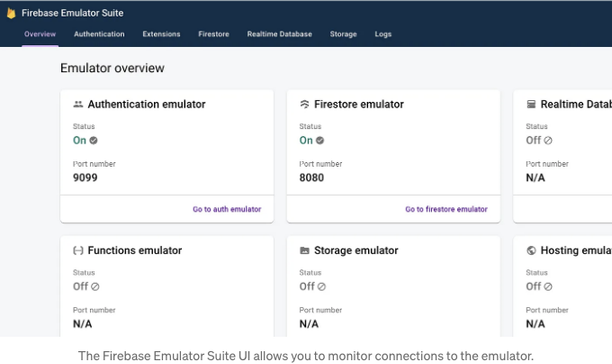 Firebase Emulator Suite
Overview Authentication Extensions Firestore Realtime Database Storage Logs
Emulator overview
Authentication emulator
Status
On
Port number
9099
Go to auth emulator
Firestore emulator
Status
On
Port number
8080
Go to firestore emulator
Realtime Datab
Status
Off
Port number
N/A
Functions emulator
Status
Off
Port number
N/A
Storage emulator
Status
Off
Port number
N/A
Hosting emula
Status
Off
Port number
N/A
The Firebase Emulator Suite UI allows you to monitor connections to the emulator.